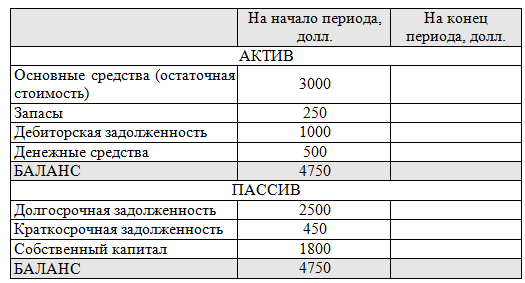 На начало периода, долл. На конец периода, долл.
АКТИВ
Основные средства (остаточная стоимость) 3000
Запасы 250
Дебиторская задолженность 1000
Денежные средства 500
БАЛАНС 4750
ПАССИВ
Долгосрочная задолженность 2500
Краткосрочная задолженность 450
Собственный капитал 1800
БАЛАНС 4750